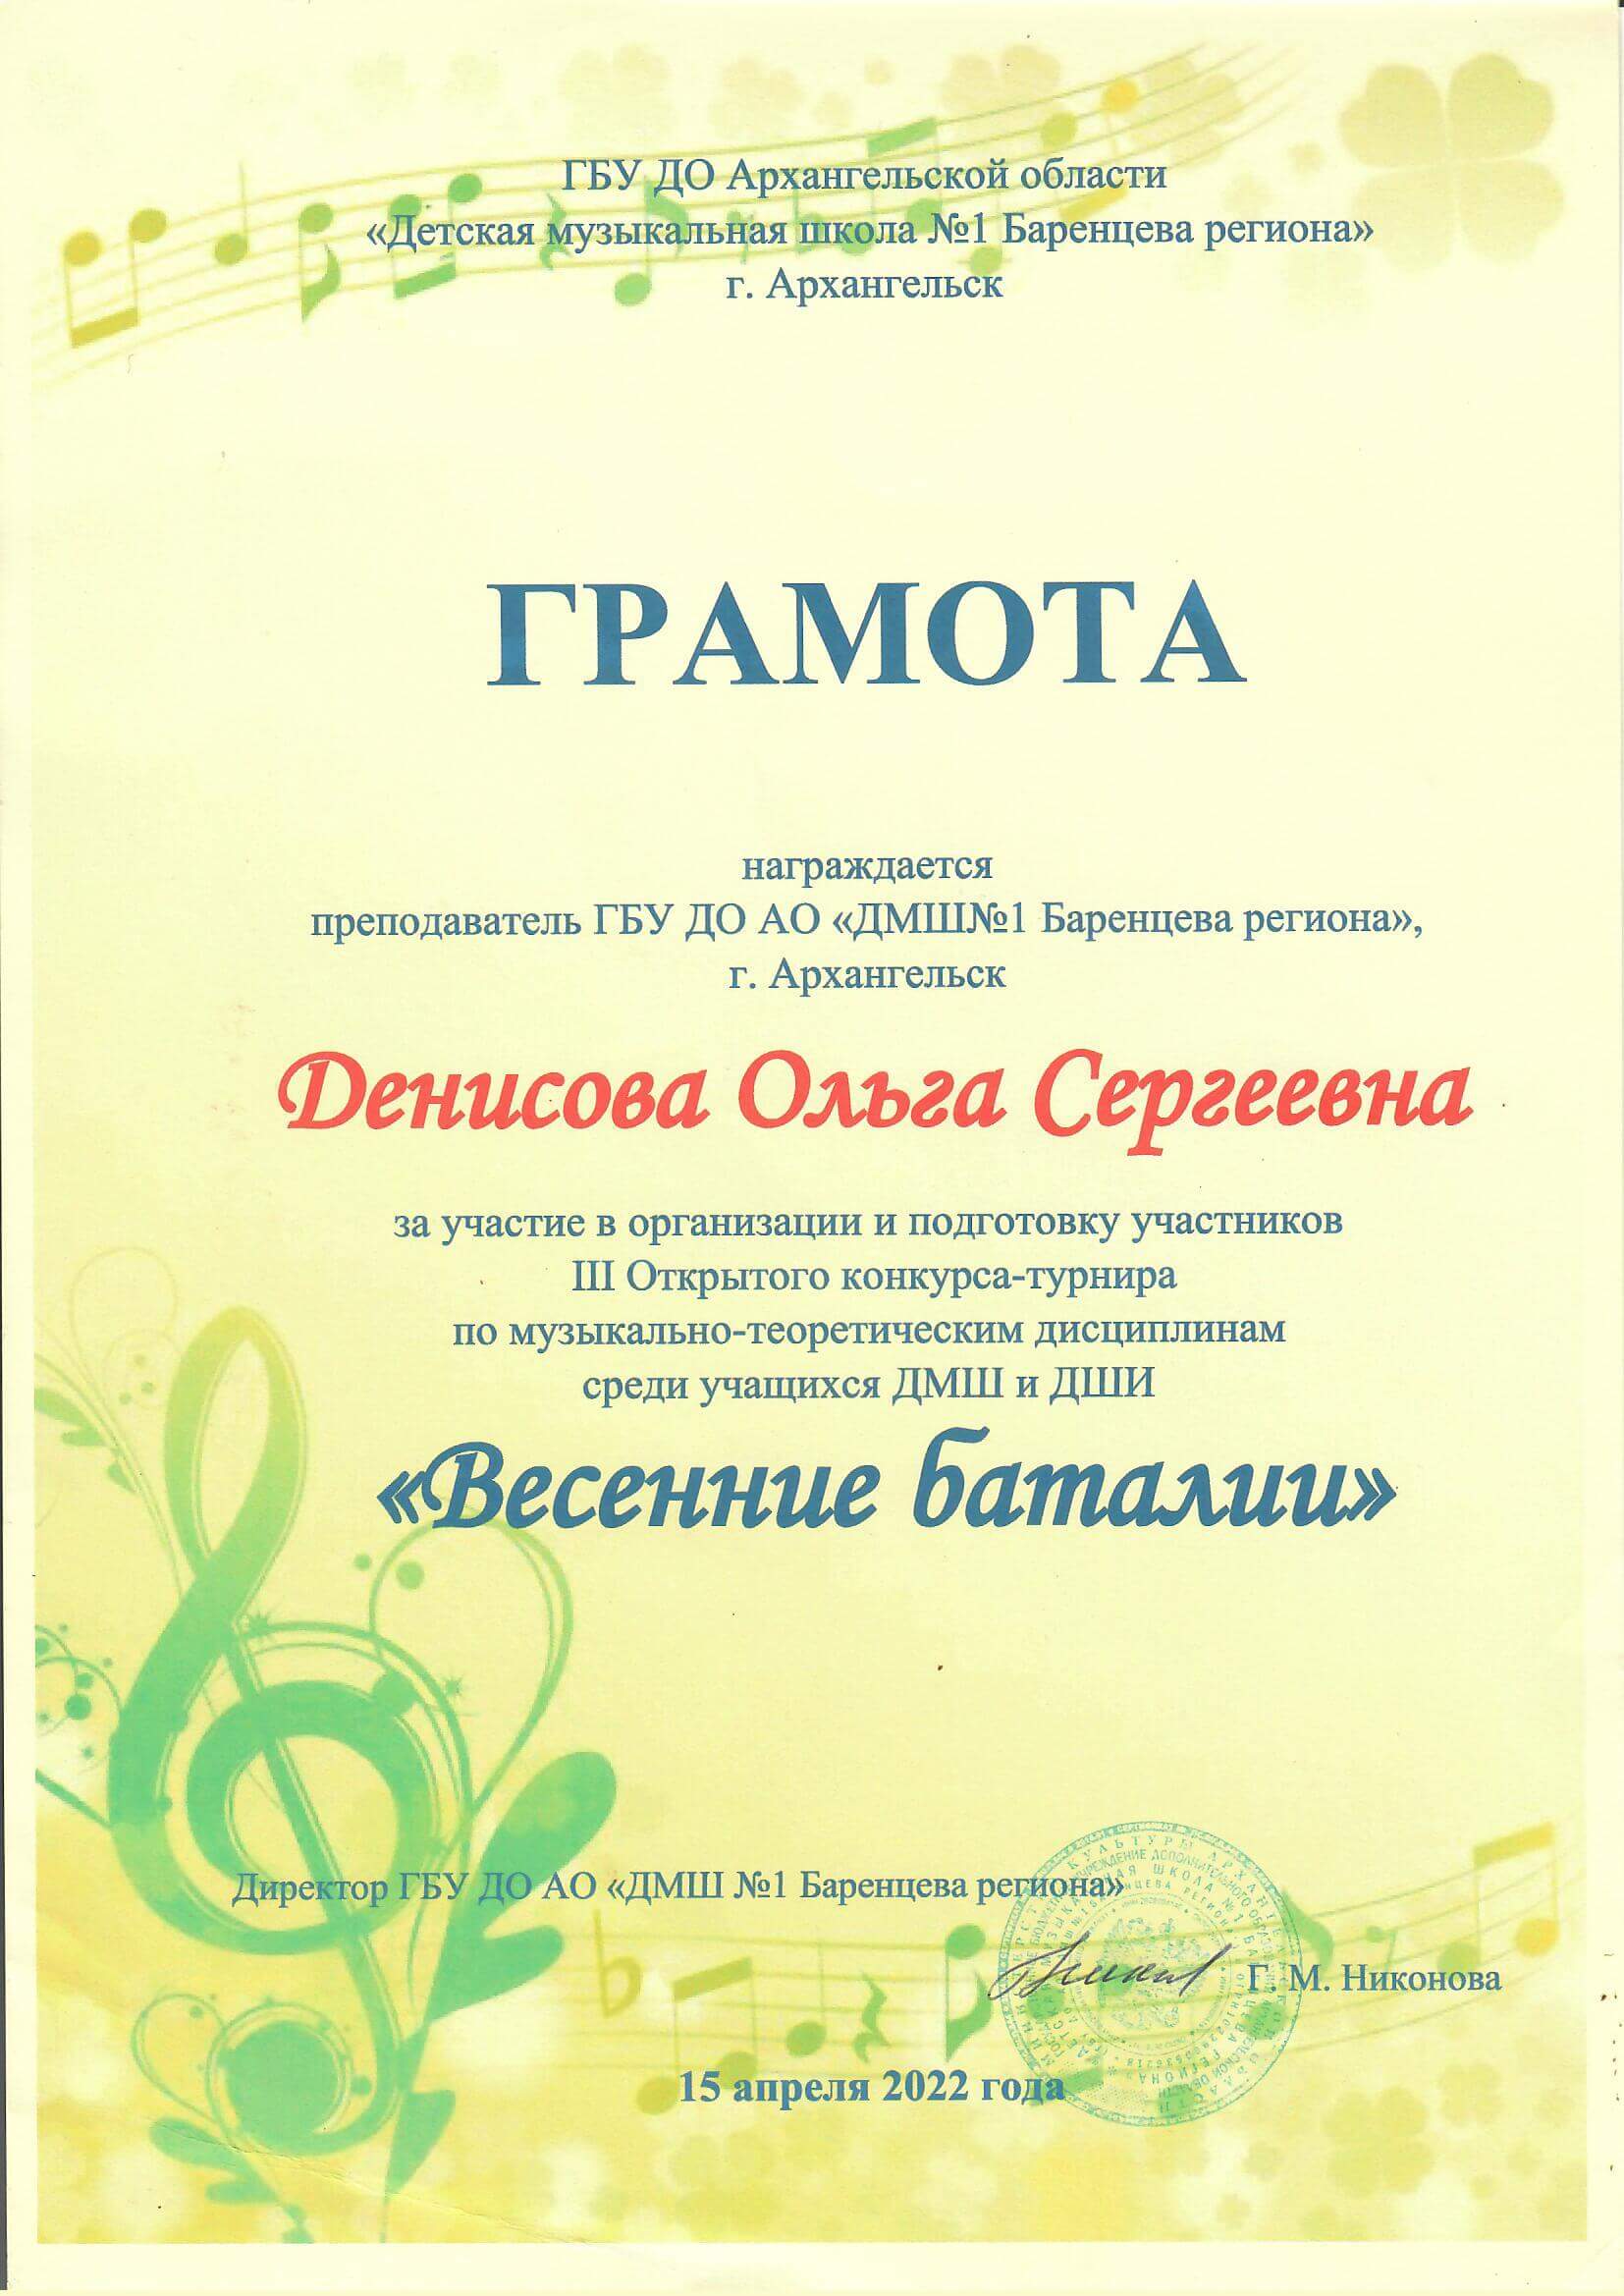 ГБУ ДО Архангельской области
«Детская музыкальная школа №1 Баренцева региона»
г. Архангельск
ГРАМОТА
награждается
преподаватель ГБУ ДО АО «ДМШ№1 Баренцева региона»,
г. Архангельск
Денисова Ольга Сергеевна
за участие в организации и подготовку участников
III Открытого конкурса-турнира
по музыкально-теоретическим дисциплинам
среди учащихся ДМШ и ДШИ
«Весенние баталии»
Директор ГБУ ДО АО «ДМШ №1 Баренцева региона»
Г. М. Никонова
15 апреля 2022 года